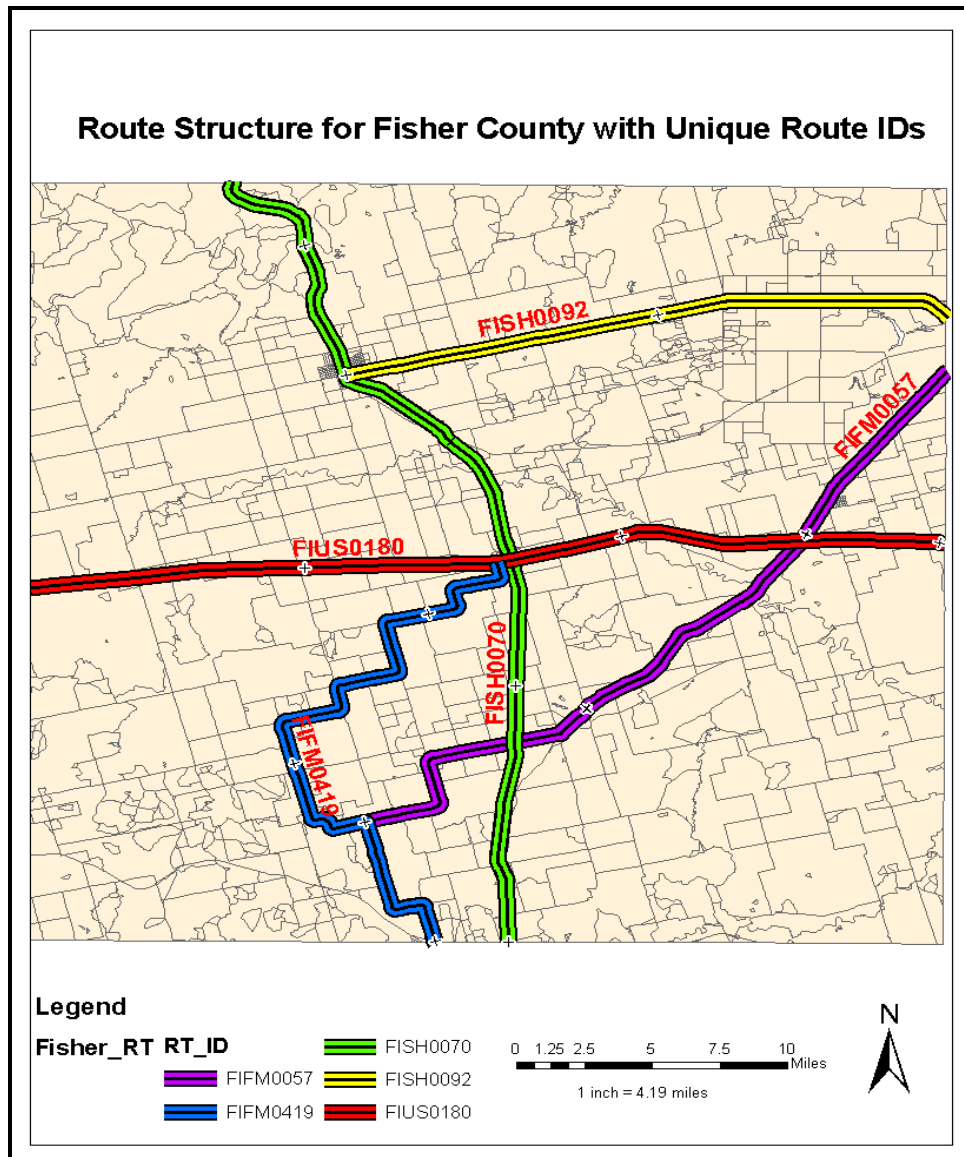 Route Structure for Fisher County with Unique Route IDs
FISH0092
FIFM0057
FIUS0180
FISH0070
FIFM0419
Legend
Fisher_RT RT_ID
FISH0070
FIFM0057
FISH0092
FIFM0419
FIUS0180
0 1.25 2.5 5 7.5 10
Miles
1 inch = 4.19 miles
N